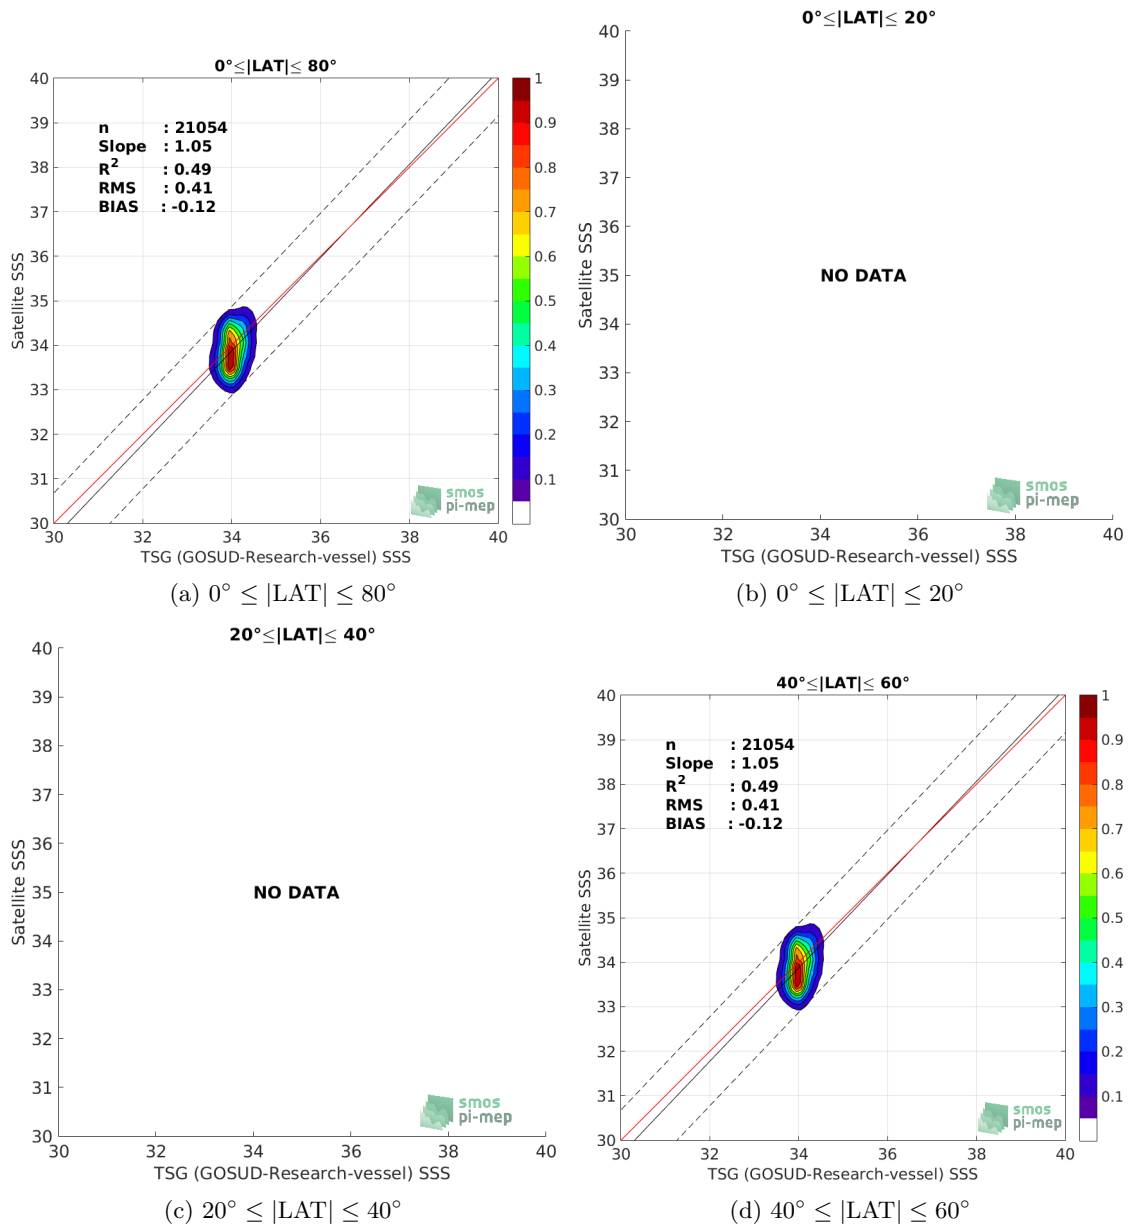 0°≤|LAT|≤ 80°
40
39
38
37
36
35
34
33
32
31
30
Satellite SSS
n : 21054
Slope : 1.05
R2 : 0.49
RMS : 0.41
BIAS : -0.12
smos
pi-mep
30 32 34 36 38 40
TSG (GOSUD-Research-vessel) SSS
1
0.9
0.8
0.7
0.6
0.5
0.4
0.3
0.2
0.1
(a) 0° ≤ |LAT| ≤ 80°
0°≤|LAT|≤ 20°
40
39
38
37
36
35
34
33
32
31
30
Satellite SSS
NO DATA
smos
pi-mep
30 32 34 36 38 40
TSG (GOSUD-Research-vessel) SSS
(b) 0° ≤ |LAT| ≤ 20°
20°≤|LAT|≤ 40°
40
39
38
37
36
35
34
33
32
31
30
Satellite SSS
NO DATA
smos
pi-mep
30 32 34 36 38 40
TSG (GOSUD-Research-vessel) SSS
(c) 20° ≤ |LAT| ≤ 40°
40°≤|LAT|≤ 60°
40
39
38
37
36
35
34
33
32
31
30
Satellite SSS
n : 21054
Slope : 1.05
R2 : 0.49
RMS : 0.41
BIAS : -0.12
smos
pi-mep
30 32 34 36 38 40
TSG (GOSUD-Research-vessel) SSS
1
0.9
0.8
0.7
0.6
0.5
0.4
0.3
0.2
0.1
(d) 40° ≤ |LAT| ≤ 60°